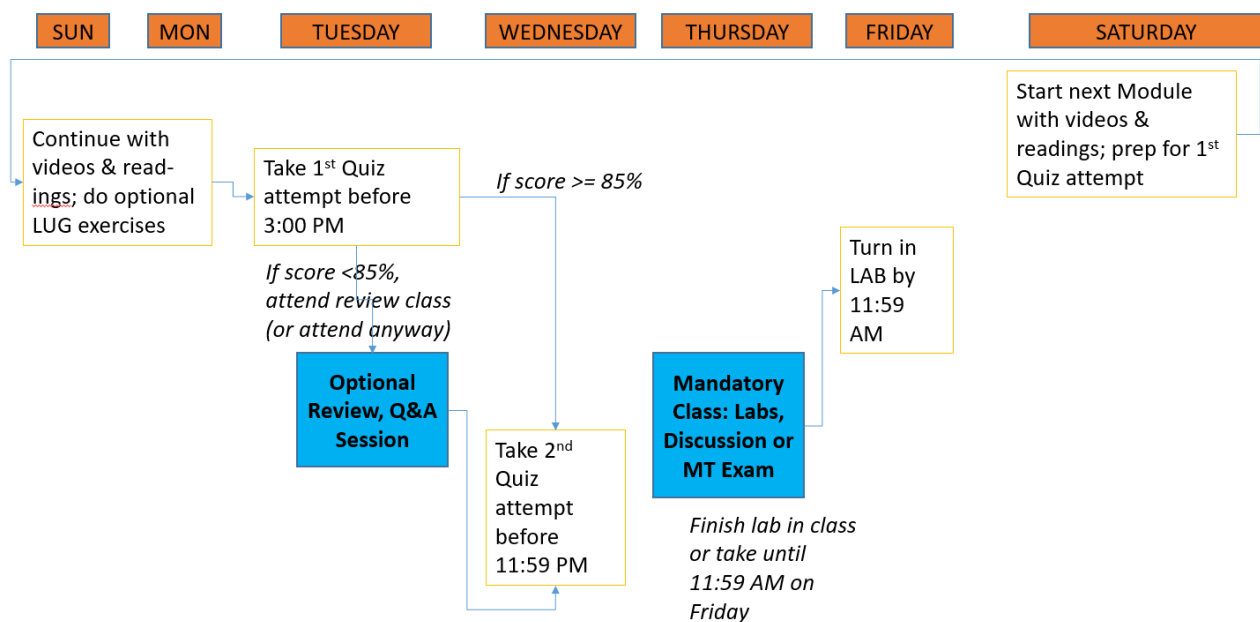 SUN
MON
TUESDAY
WEDNESDAY
THURSDAY
FRIDAY
SATURDAY
Continue with
videos & read-
ings; do optional
LUG exercises
Take 1st Quiz
attempt before
3:00 PM
If score >= 85%
If score <85%,
attend review class
(or attend anyway)
Optional
Review, Q&A
Session
Take 2nd
Quiz
attempt
before
11:59 PM
Mandatory
Class: Labs,
Discussion or
MT Exam
Finish lab in class
or take until
11:59 AM on
Friday
Turn in
LAB by
11:59
AM
Start next Module
with videos &
readings; prep for 1st
Quiz attempt